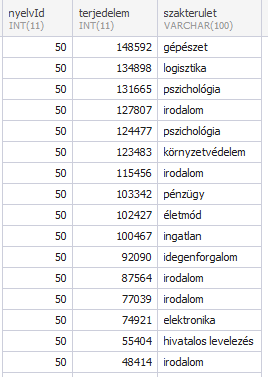 nyelvId terjedelem szakterulet
INT(11) INT(11) VARCHAR(100)
50 148592 gépészet
50 134898 logisztika
50 131665 pszichológia
50 127807 irodalom
50 124477 pszichológia
50 123483 környzetvédelem
50 115456 irodalom
50 103342 pénzügy
50 102427 életmód
50 100467 ingatlan
50 92090 idegenforgalom
50 87564 irodalom
50 77039 irodalom
50 74921 elektronika
50 55404 hivatalos levelezés
50 48414 irodalom